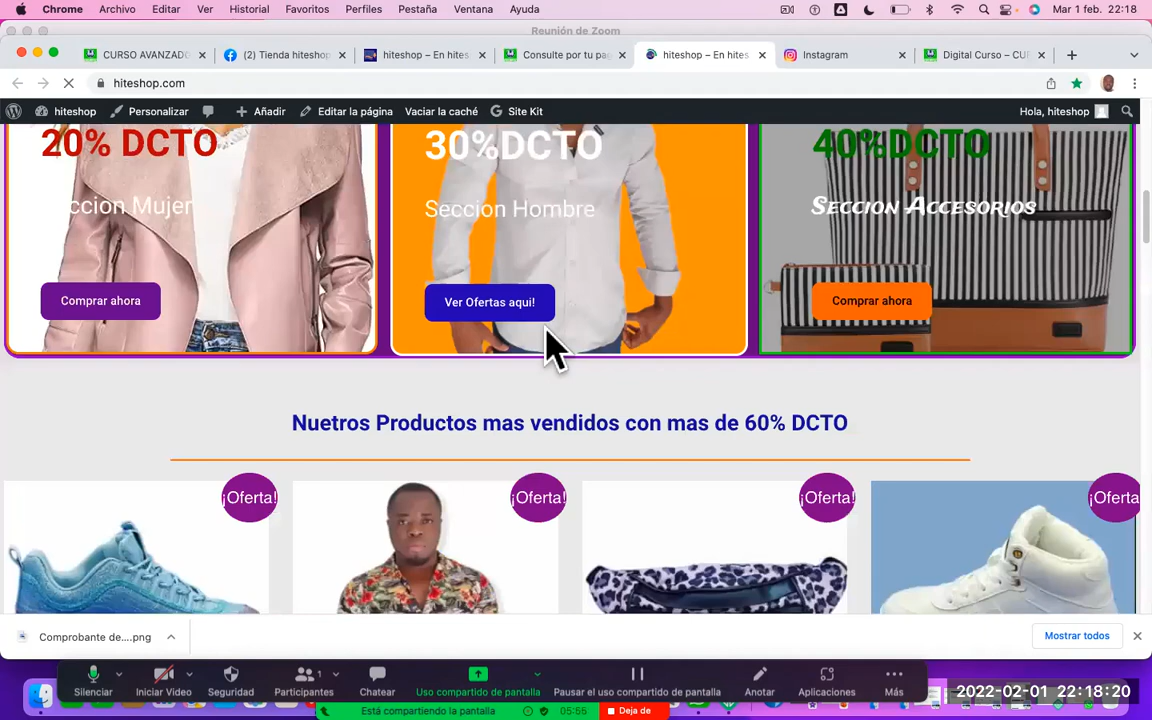 Chrome Archivo Editar Ver Historial Favoritos Perfiles Pestaña Ventana Ayuda Mar 1 feb. 22:18
Reunión de Zoom
CURSO AVANZAD
(2) Tienda hiteshop
hiteshop – En hites
Consulte por tu pa
hiteshop – En hites
Instagram
Digital Curso – CU
hiteshop.com
hiteshop Personalizar Añadir Editar la página Vaciar la caché Site Kit Hola, hiteshop
20% DCTO
30%DCTO
40%DCTO
ccion Mujer
Seccion Hombre
Seccion Accesorios
Comprar ahora
Ver Ofertas aqui!
Comprar ahora
Nuetros Productos mas vendidos con mas de 60% DCTO
¡Oferta! ¡Oferta! ¡Oferta! ¡Oferta
Comprobante de....png
Mostrar todos
Silenciar Iniciar Video Seguridad Participantes 1 Chatear Uso compartido de pantalla Pausar el uso compartido de pantalla Anotar Aplicaciones Más
2022-02-01 22:18:20
Está compartiendo la pantalla 05:55 Deja de